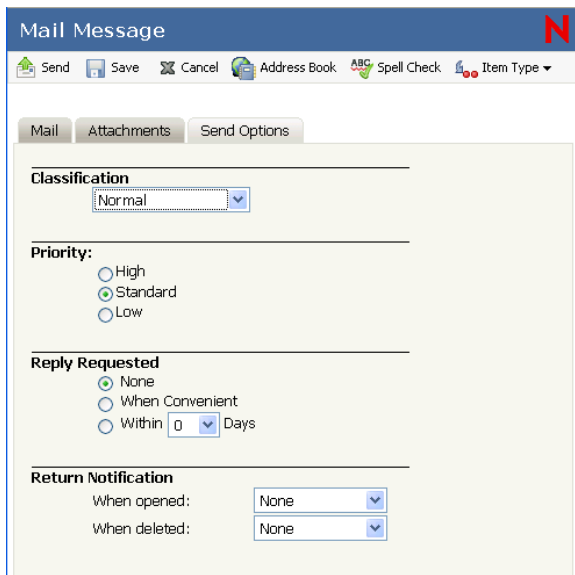 Mail Message N
Send Save Cancel Address Book ABC Spell Check Item Type
Mail Attachments Send Options
Classification
Normal
Priority:
High
Standard
Low
Reply Requested
None
When Convenient
Within 0 Days
Return Notification
When opened: None
When deleted: None